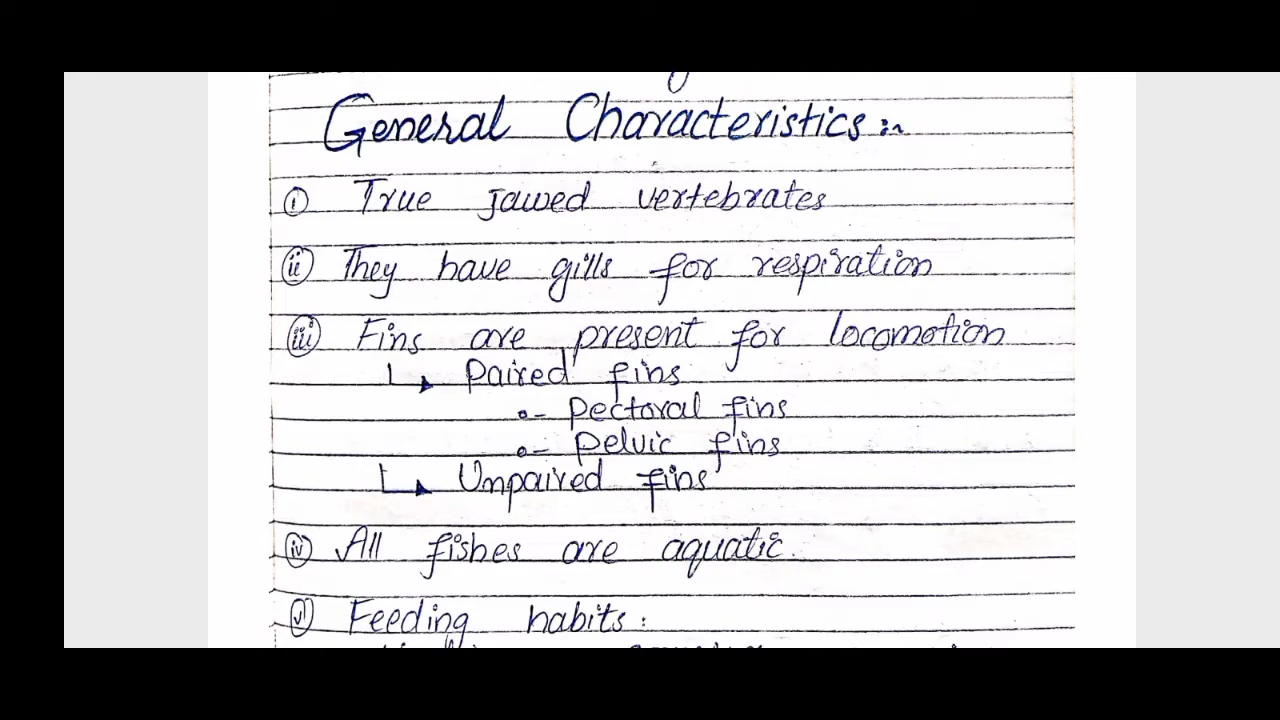 General Characteristics :~
(i) True jawed vertebrates
(ii) They have gills for respiration
(iii) Fins are present for locomotion
↳ Paired fins
•- Pectoral fins
•- Pelvic fins
↳ Unpaired fins
(iv) All fishes are aquatic.
(v) Feeding habits :